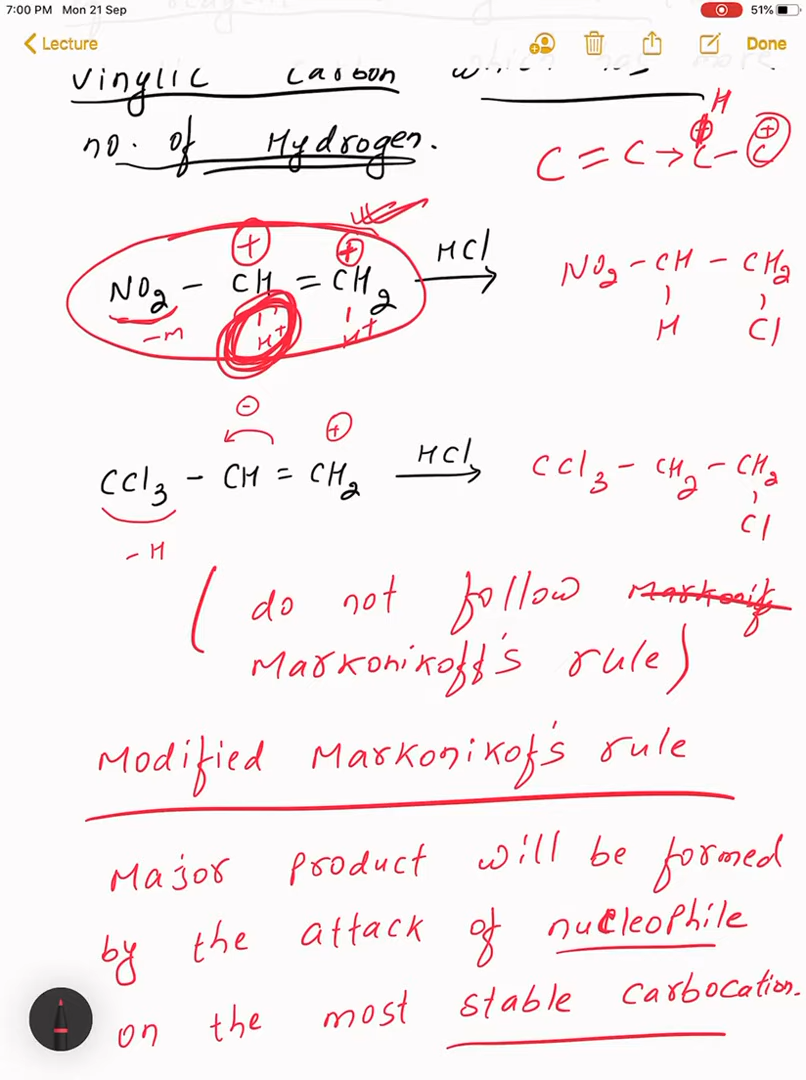 7:00 PM Mon 21 Sep
51%
Lecture
Done
vinylic carbon
no. of Hydrogen.
H
C = C → C – C
NO2 – CH = CH2 HCl → NO2 – CH – CH2
–M H+ H+ H Cl
CCl3 – CH = CH2 HCl → CCl3 – CH2 – CH2
Cl
– H
( do not follow Markonif
Markonikoff's rule )
Modified Markonikof's rule
Major product will be formed
by the attack of nucleophile
on the most stable carbocation.